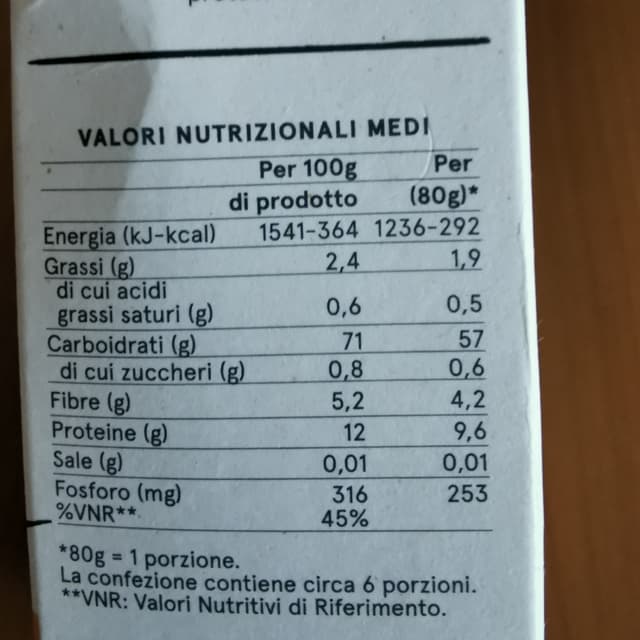 VALORI NUTRIZIONALI MEDI
Per 100g Per
di prodotto (80g)*
Energia (kJ-kcal) 1541-364 1236-292
Grassi (g) 2,4 1,9
di cui acidi
grassi saturi (g) 0,6 0,5
Carboidrati (g) 71 57
di cui zuccheri (g) 0,8 0,6
Fibre (g) 5,2 4,2
Proteine (g) 12 9,6
Sale (g) 0,01 0,01
Fosforo (mg) 316 253
%VNR** 45%
*80g = 1 porzione.
La confezione contiene circa 6 porzioni.
**VNR: Valori Nutritivi di Riferimento.